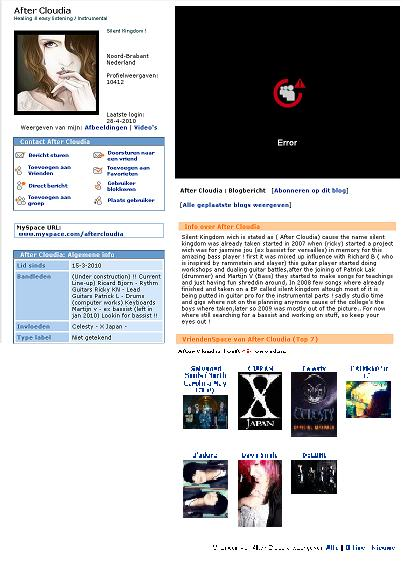 After Cloudia
Healing & easy listening / Instrumental
Silent Kingdom !
Noord-Brabant
Nederland
Profielweergaven:
10412
Laatste login:
28-4-2010
Weergeven van mijn: Afbeeldingen | Video's
Contact After Cloudia
Bericht sturen
Doorsturen naar
een vriend
Toevoegen aan
Vrienden
Toevoegen aan
Favorieten
Direct bericht
Gebruiker
blokkeren
Toevoegen aan
groep
Plaats gebruiker
MySpace URL:
www.myspace.com/aftercloudia
After Cloudia: Algemene info
Lid sinds 15-3-2010
Bandleden (Under construction) !! Current
Line-up) Ricard Bjorn - Rythm
Guitars Ricky KN - Lead
Guitars Patrick L - Drums
(computer works) Keyboards
Martin v - ex bassist (left in
jan 2010) Lookin for bassist !!
Invloeden Celesty - X Japan -
Type label Niet getekend
Error
After Cloudia : Blogbericht [Abonneren op dit blog]
[Alle geplaatste blogs weergeven]
Info over After Cloudia
Silent Kingdom wich is stated as ( After Cloudia) cause the name silent
kingdom was already taken started in 2007 when (ricky) started a project
wich was for jasmine jou (ex bassist for versailles) in memory for this
amazing bass player ! first it was mixed up influence with Richard B ( who
is inspired by rammstein and slayer) this guitar player started doing
workshops and dualing guitar battles,after the joining of Patrick Lak
(drummer) and Martijn V (Bass) they started to make songs for teachings
and just having fun shreddin around, In 2008 few songs where already
finished and tasked on a EP called silent kingtom altough most of it is
being putted in guitar pro for the instrumental parts ! sadly studio time
and gigs where not on the planning anymore cause of the college's the
boys where taken,later so 2009 was mostly out of the picture.. For now
where still searching for a bassist and working on stuff, so keep your
eyes out !
VriendenSpace van After Cloudia (Top 7)
X
JAPAN
CELESTY